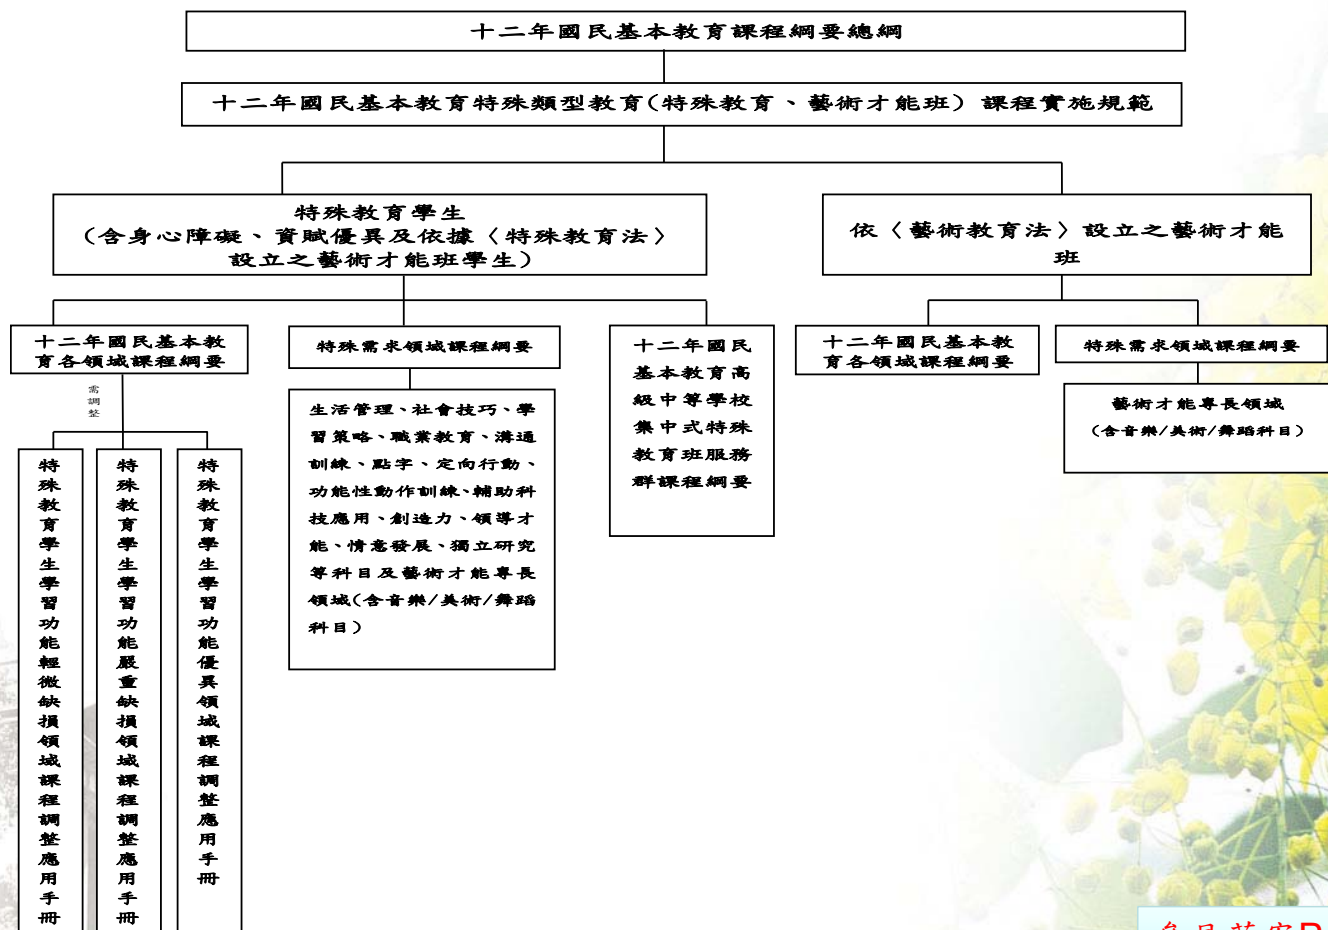 十二年國民基本教育課程綱要總綱
十二年國民基本教育特殊類型教育(特殊教育、藝術才能班) 課程實施規範
特殊教育學生
(含身心障礙、資賦優異及依據〈特殊教育法〉
設立之藝術才能班學生)
依〈藝術教育法〉設立之藝術才能
班
十二年國民基本教
育各領域課程綱要
特殊需求領域課程綱要
十二年國民
基本教育高
級中等學校
集中式特殊
教育班服務
群課程綱要
十二年國民基本教
育各領域課程綱要
特殊需求領域課程綱要
需調整
生活管理、社會技巧、學
習策略、職業教育、溝通
訓練、點字、定向行動、
功能性動作訓練、輔助科
技應用、創造力、領導才
能、情意發展、獨立研究
等科目及藝術才能專長
領域(含音樂/美術/舞蹈
科目)
藝術才能專長領域
(含音樂/美術/舞蹈科目)
特殊教育學生學習功能輕微缺損領域課程調整應用手冊
特殊教育學生學習功能嚴重缺損領域課程調整應用手冊
特殊教育學生學習功能優異領域課程調整應用手冊